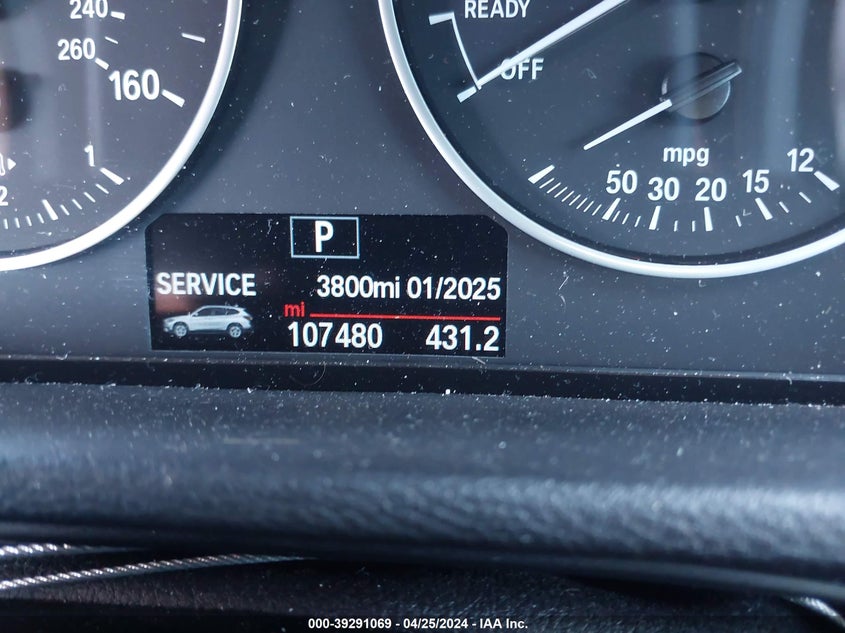 240
260
160
1
2
READY
OFF
mpg
50 30 20 15 12
P
SERVICE 3800mi 01/2025
mi
107480 431.2
000-39291069 - 04/25/2024 - IAA Inc.